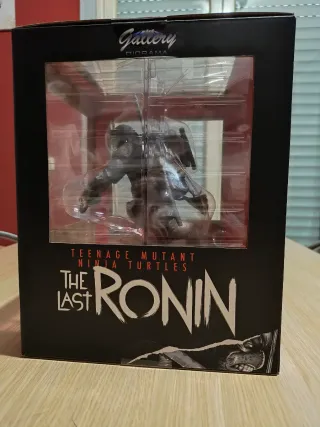 Gallery
DIORAMA
TEENAGE MUTANT
NINJA TURTLES
THE
LAST RONIN